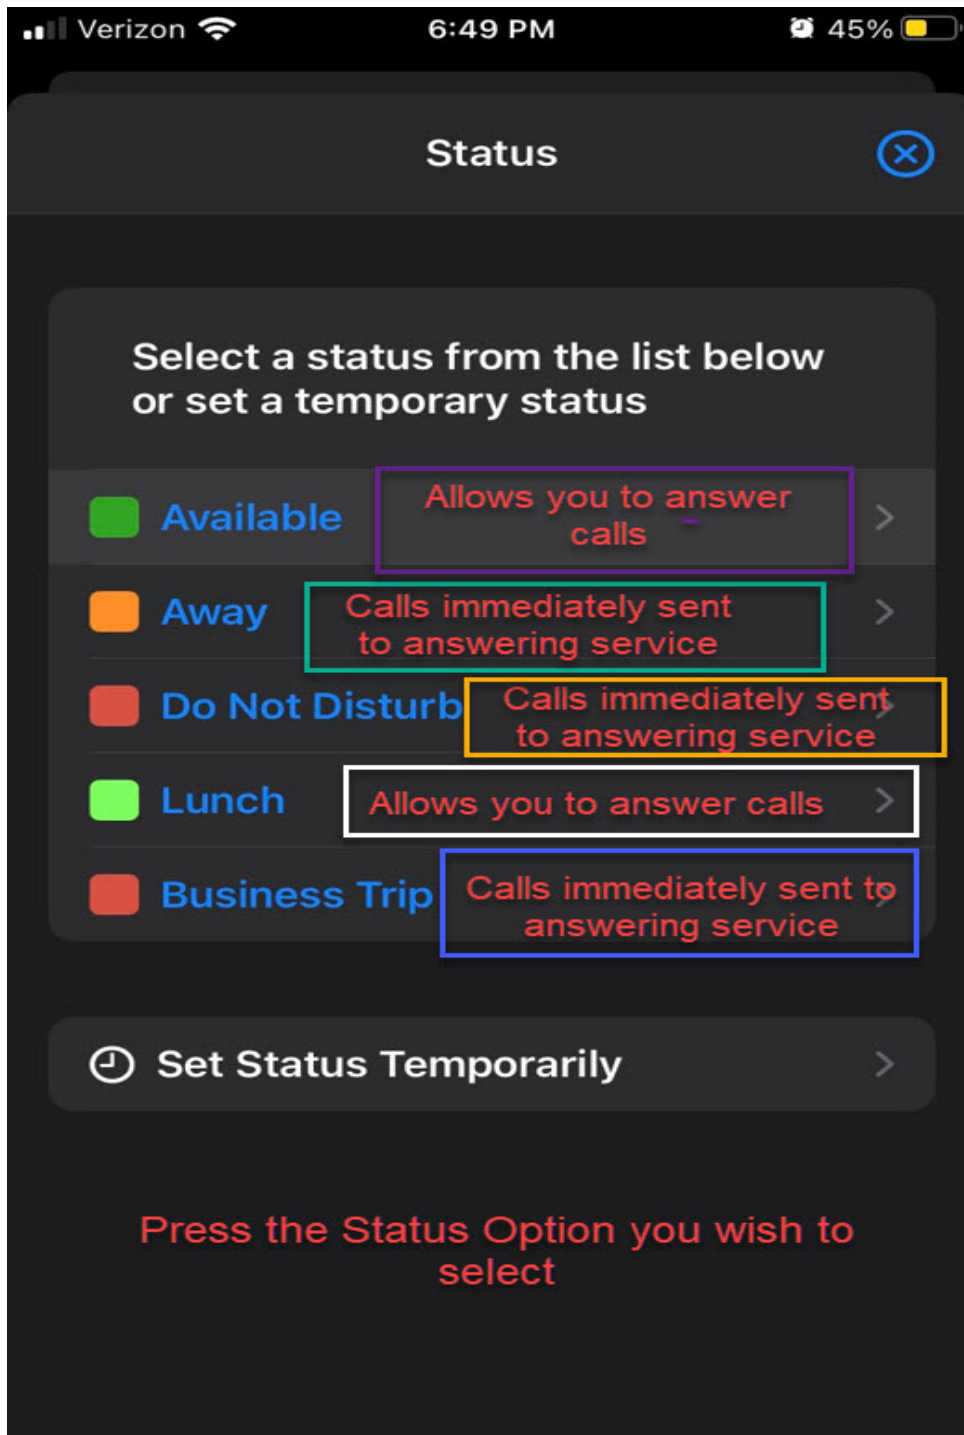 Verizon 6:49 PM 45%
Status
Select a status from the list below
or set a temporary status
Available
Allows you to answer
calls
Away
Calls immediately sent
to answering service
Do Not Disturb
Calls immediately sent
to answering service
Lunch
Allows you to answer calls
Business Trip
Calls immediately sent to
answering service
Set Status Temporarily
Press the Status Option you wish to
select